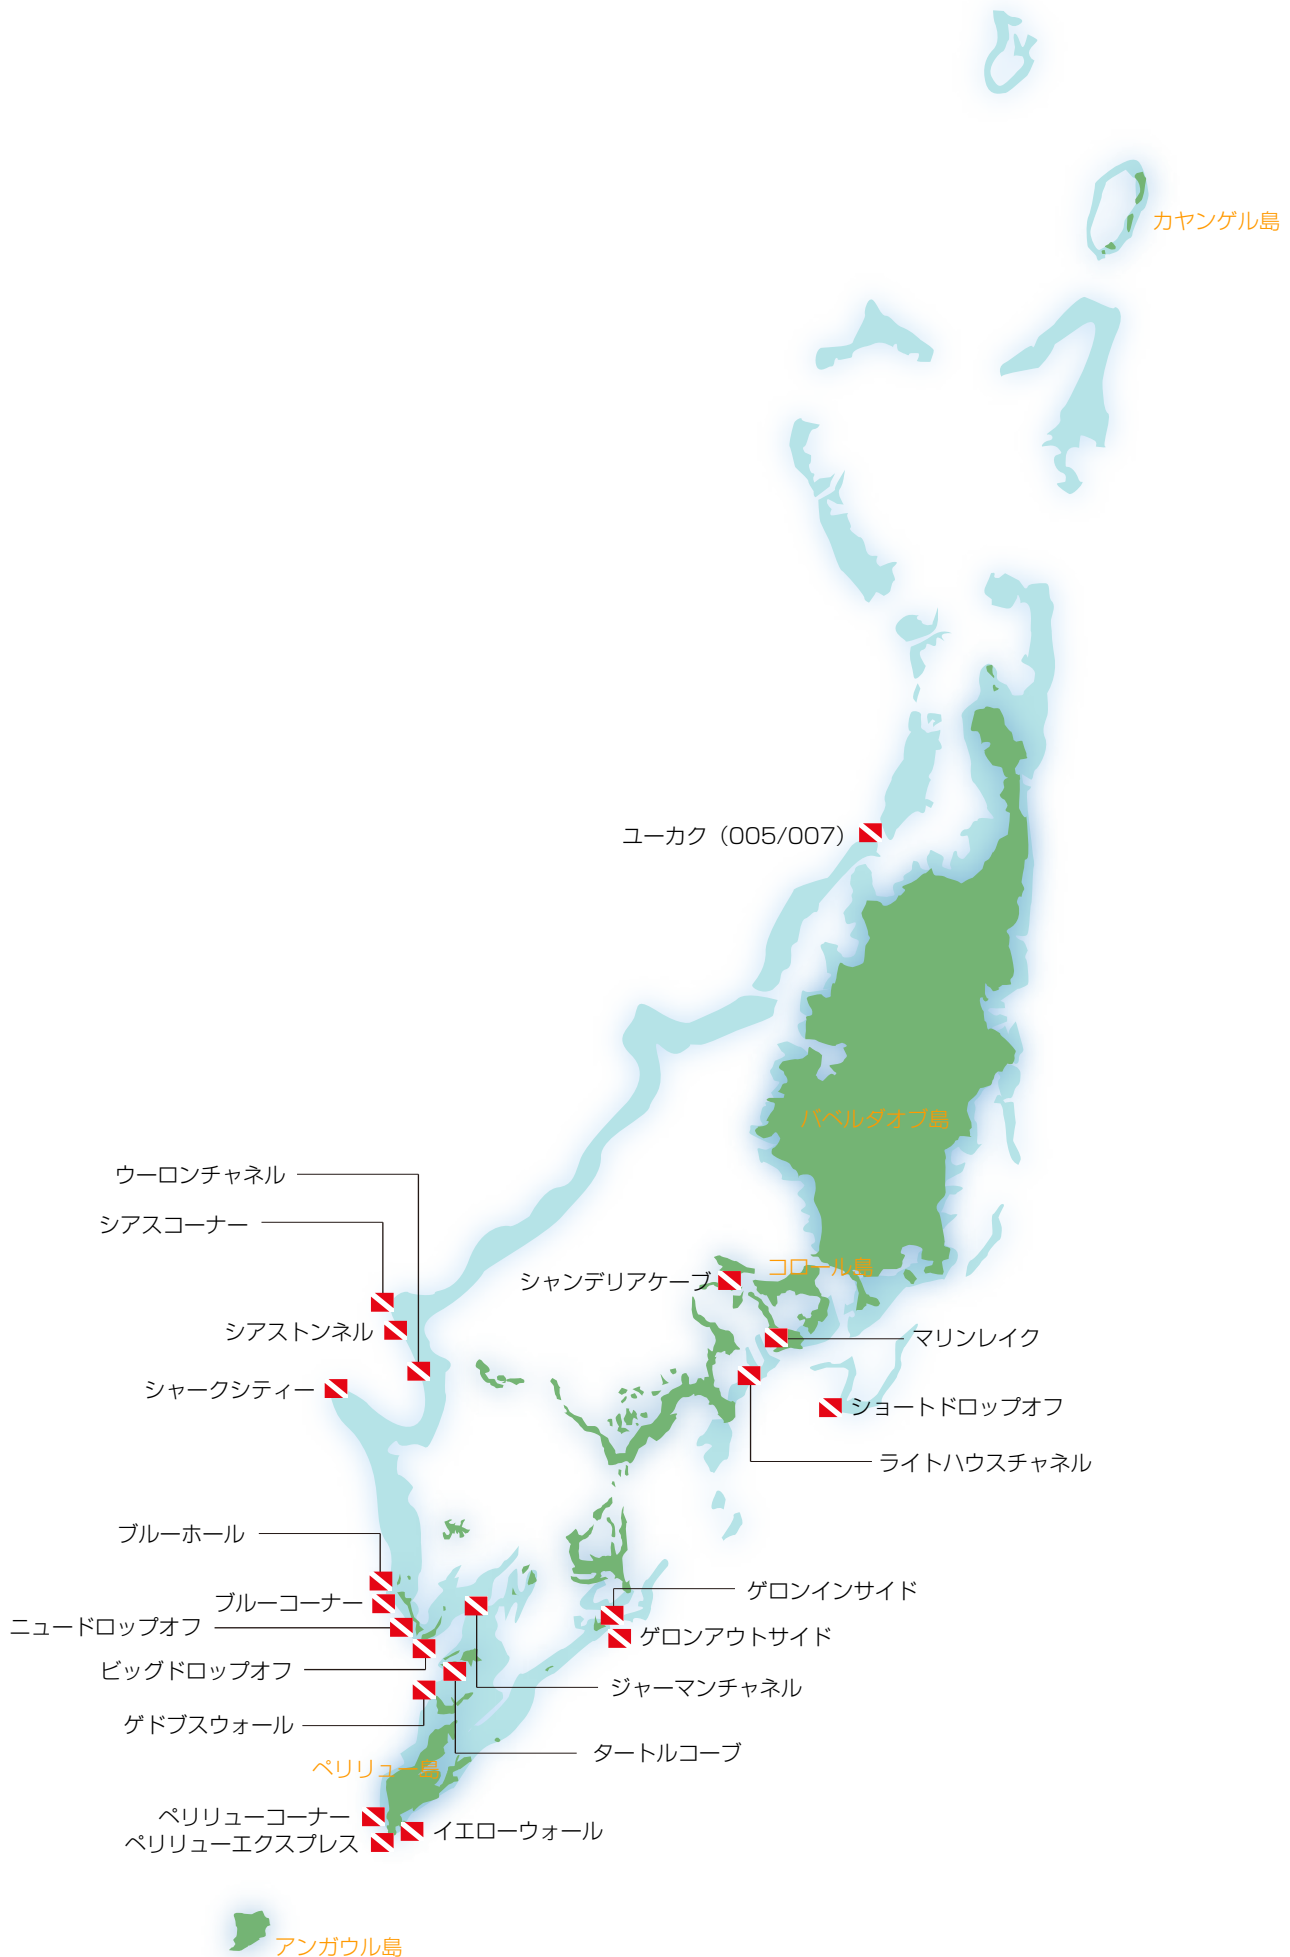 カヤンゲル島
ユーカク（005/007）
バベルダオブ島
ウーロンチャネル
シアスコーナー
コロール島
シャンデリアケーブ
シアストンネル
マリンレイク
シャークシティー
ショートドロップオフ
ライトハウスチャネル
ブルーホール
ゲロンインサイド
ブルーコーナー
ニュードロップオフ
ゲロンアウトサイド
ビッグドロップオフ
ジャーマンチャネル
ゲドブスウォール
タートルコーブ
ペリリュー島
ペリリューコーナー
イエローウォール
ペリリューエクスプレス
アンガウル島